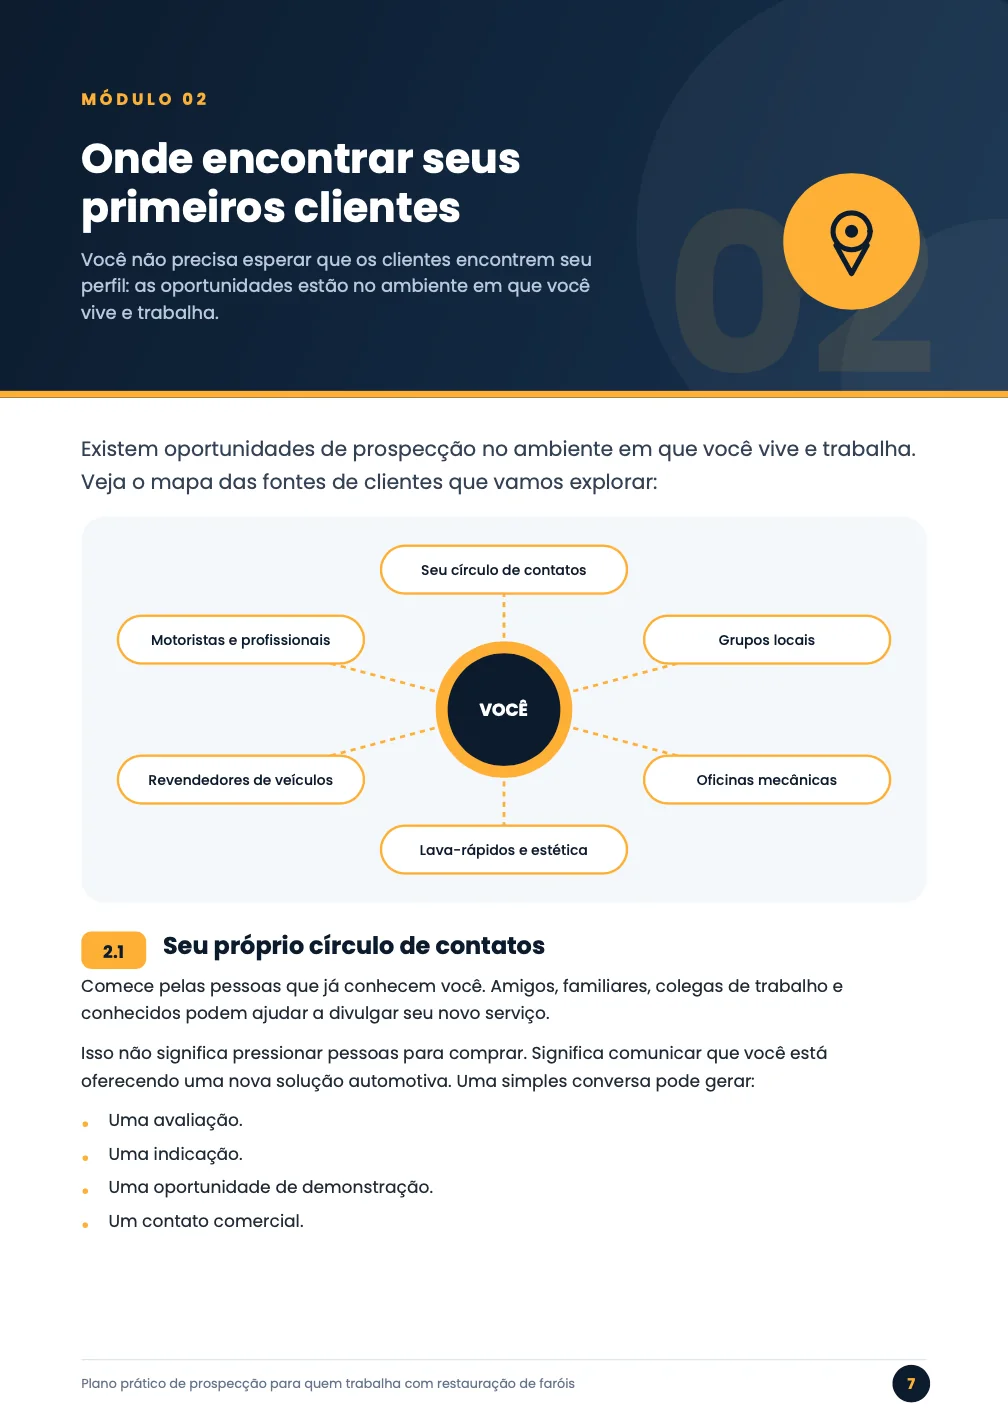 MÓDULO 02
Onde encontrar seus
primeiros clientes
Você não precisa esperar que os clientes encontrem seu
perfil: as oportunidades estão no ambiente em que você
vive e trabalha.
02
Existem oportunidades de prospecção no ambiente em que você vive e trabalha.
Veja o mapa das fontes de clientes que vamos explorar:
Seu círculo de contatos
Motoristas e profissionais
Grupos locais
VOCÊ
Revendedores de veículos
Oficinas mecânicas
Lava-rápidos e estética
2.1 Seu próprio círculo de contatos
Comece pelas pessoas que já conhecem você. Amigos, familiares, colegas de trabalho e
conhecidos podem ajudar a divulgar seu novo serviço.
Isso não significa pressionar pessoas para comprar. Significa comunicar que você está
oferecendo uma nova solução automotiva. Uma simples conversa pode gerar:
• Uma avaliação.
• Uma indicação.
• Uma oportunidade de demonstração.
• Um contato comercial.
Plano prático de prospecção para quem trabalha com restauração de faróis
7